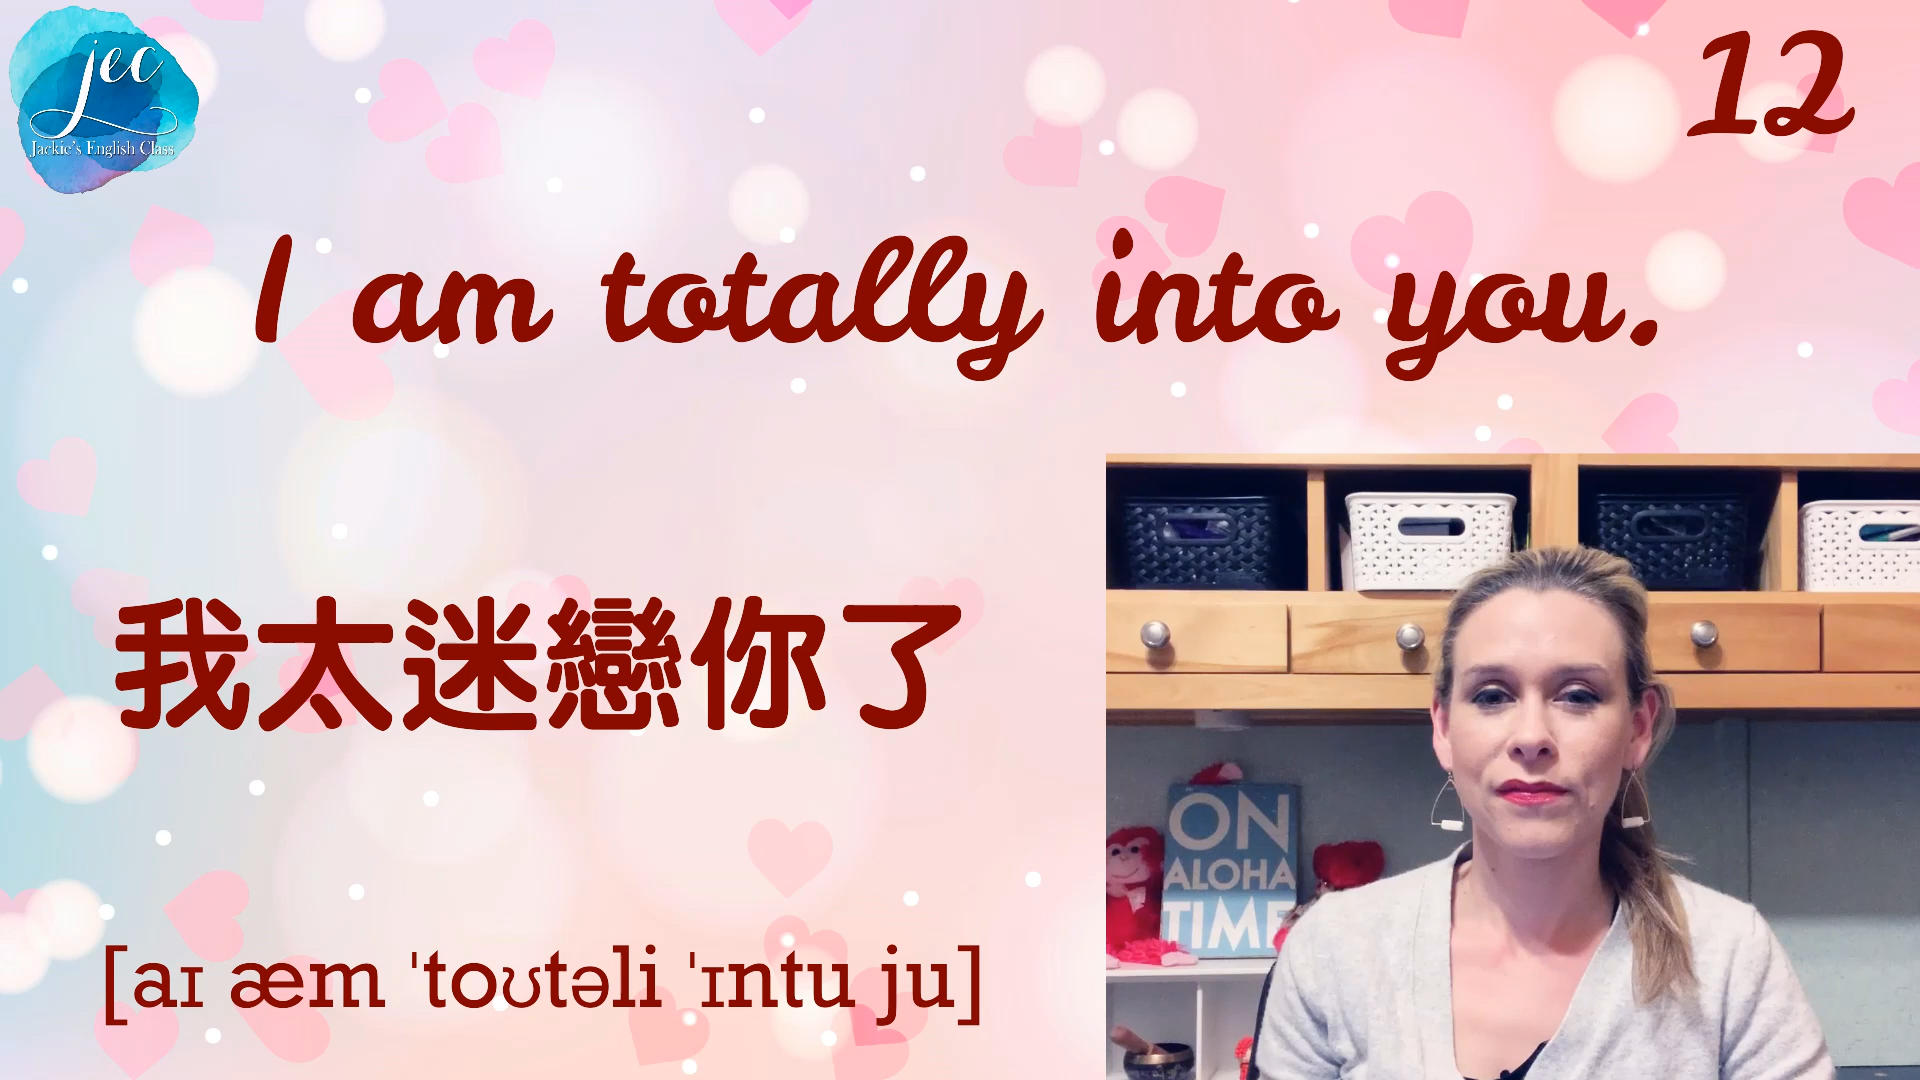 jec
Jackie's English Class
12
I am totally into you.
我太迷戀你了
[aɪ æm ˈtoʊtəli ˈɪntu ju]
ON
ALOHA
TIME